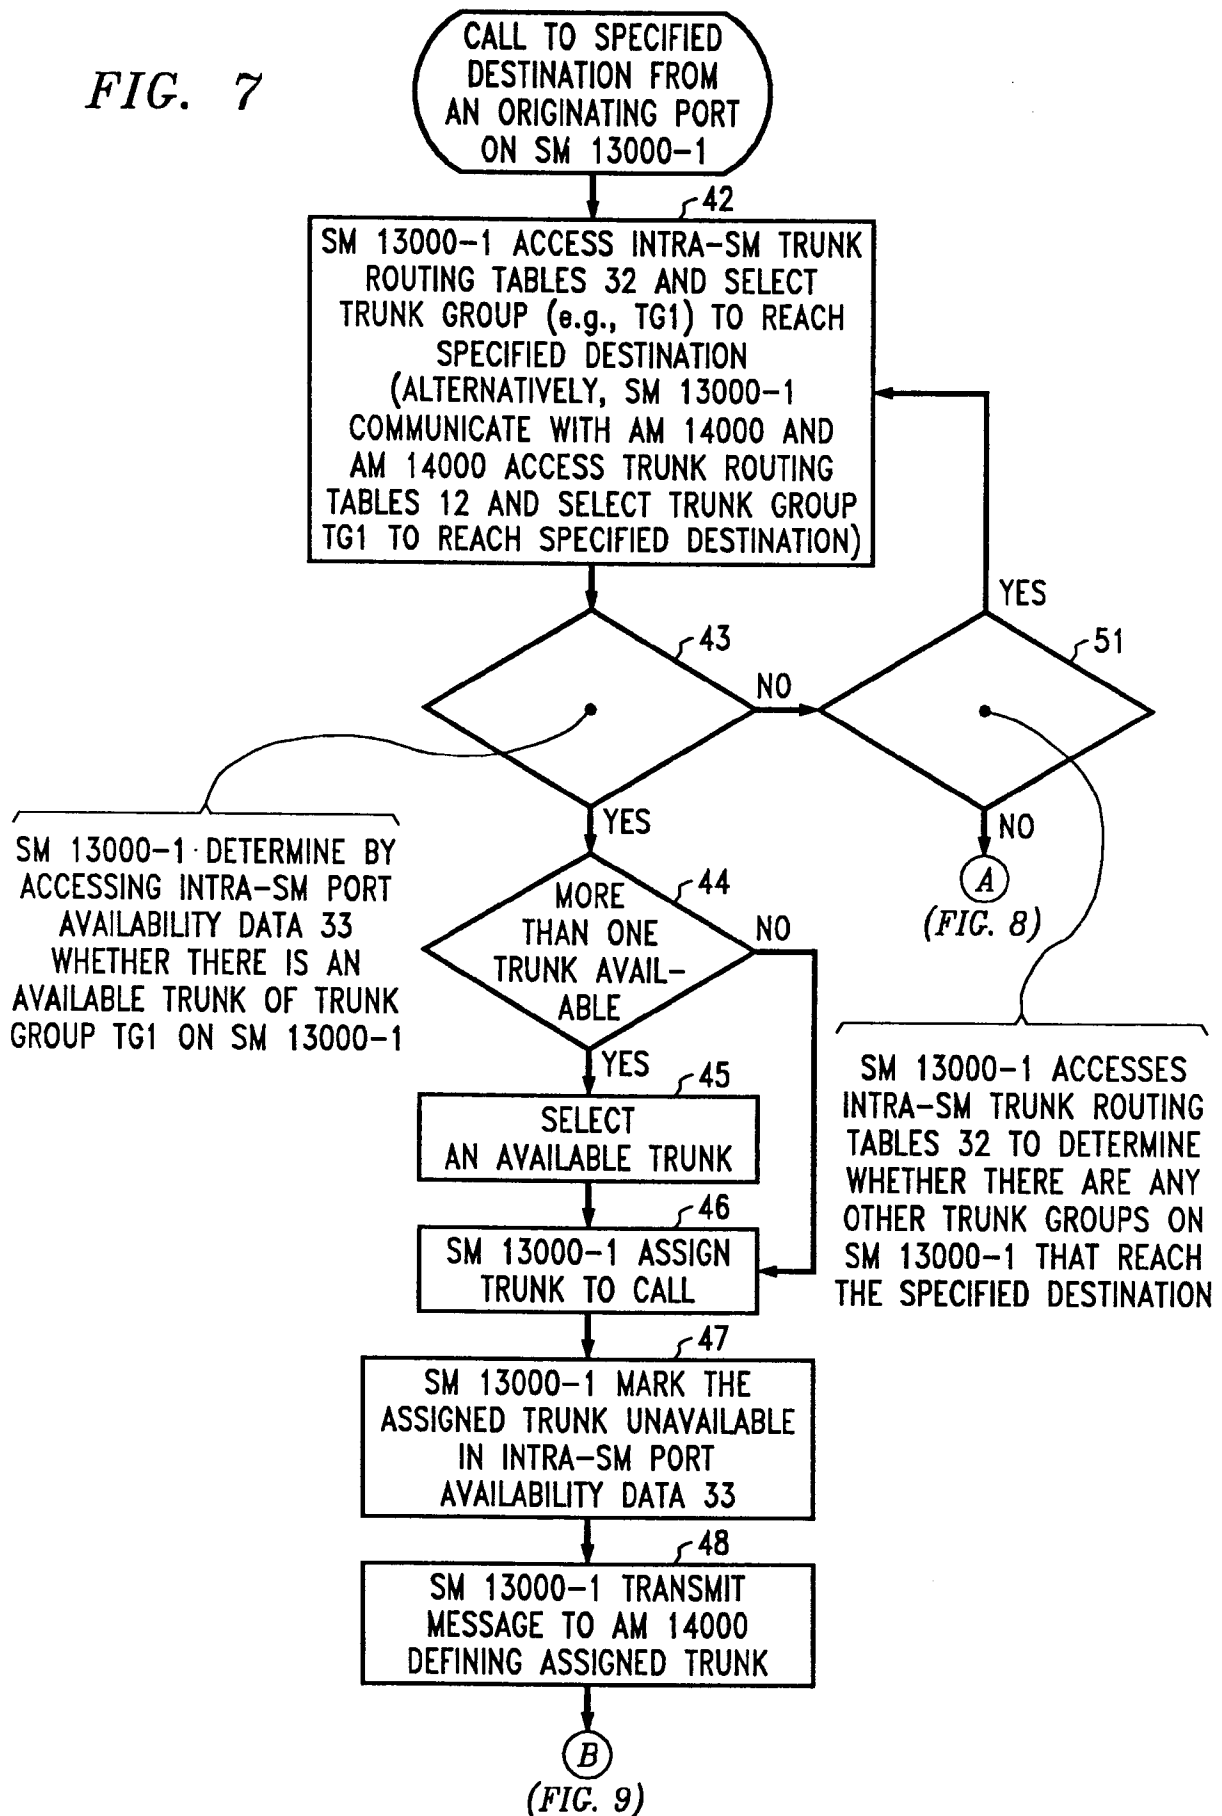 FIG. 7
CALL TO SPECIFIED
DESTINATION FROM
AN ORIGINATING PORT
ON SM 13000-1
42
SM 13000-1 ACCESS INTRA-SM TRUNK
ROUTING TABLES 32 AND SELECT
TRUNK GROUP (e.g., TG1) TO REACH
SPECIFIED DESTINATION
(ALTERNATIVELY, SM 13000-1
COMMUNICATE WITH AM 14000 AND
AM 14000 ACCESS TRUNK ROUTING
TABLES 12 AND SELECT TRUNK GROUP
TG1 TO REACH SPECIFIED DESTINATION)
43
NO
YES
51
YES
NO
A
(FIG. 8)
SM 13000-1 DETERMINE BY
ACCESSING INTRA-SM PORT
AVAILABILITY DATA 33
WHETHER THERE IS AN
AVAILABLE TRUNK OF TRUNK
GROUP TG1 ON SM 13000-1
44
MORE
THAN ONE
TRUNK AVAIL-
ABLE
NO
YES
SM 13000-1 ACCESSES
INTRA-SM TRUNK ROUTING
TABLES 32 TO DETERMINE
WHETHER THERE ARE ANY
OTHER TRUNK GROUPS ON
SM 13000-1 THAT REACH
THE SPECIFIED DESTINATION
45
SELECT
AN AVAILABLE TRUNK
46
SM 13000-1 ASSIGN
TRUNK TO CALL
47
SM 13000-1 MARK THE
ASSIGNED TRUNK UNAVAILABLE
IN INTRA-SM PORT
AVAILABILITY DATA 33
48
SM 13000-1 TRANSMIT
MESSAGE TO AM 14000
DEFINING ASSIGNED TRUNK
B
(FIG. 9)